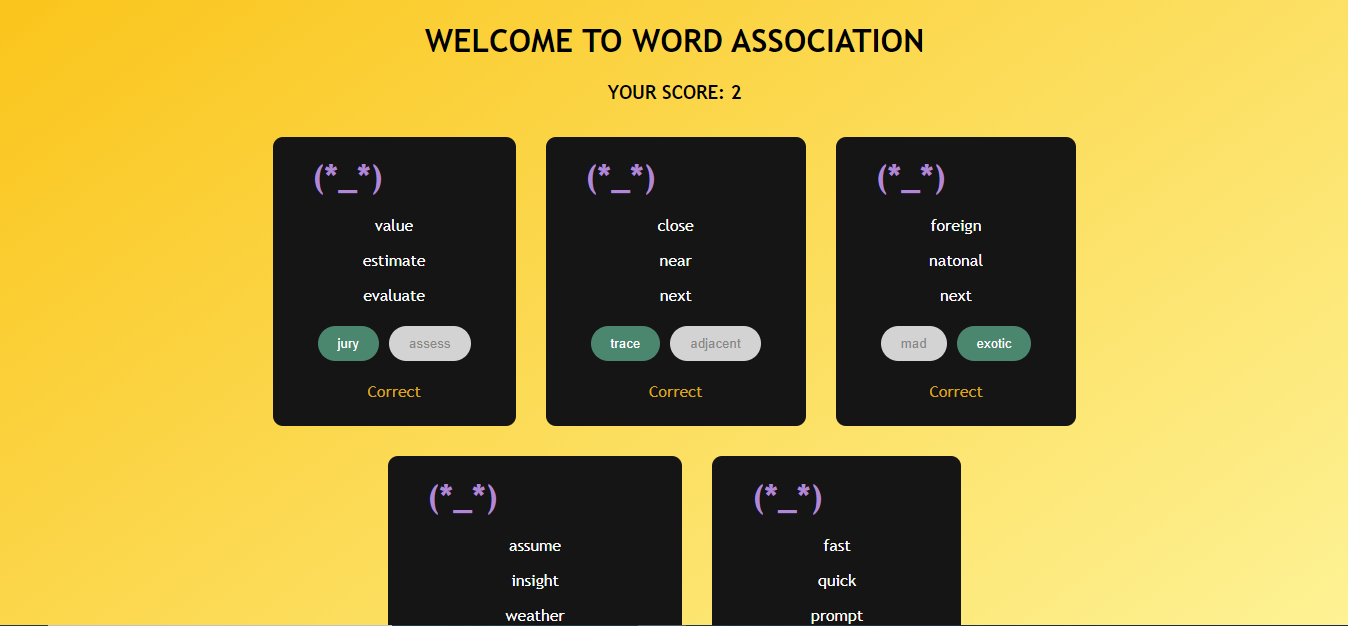 WELCOME TO WORD ASSOCIATION
YOUR SCORE: 2
(*_*)
value
estimate
evaluate
jury assess
Correct
(*_*)
close
near
next
trace adjacent
Correct
(*_*)
foreign
natonal
next
mad exotic
Correct
(*_*)
assume
insight
weather
(*_*)
fast
quick
prompt